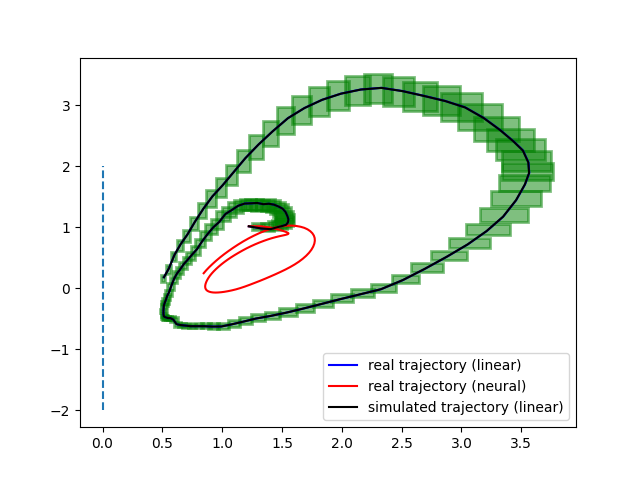 3
2
1
0
−1
−2
0.0 0.5 1.0 1.5 2.0 2.5 3.0 3.5
real trajectory (linear)
real trajectory (neural)
simulated trajectory (linear)